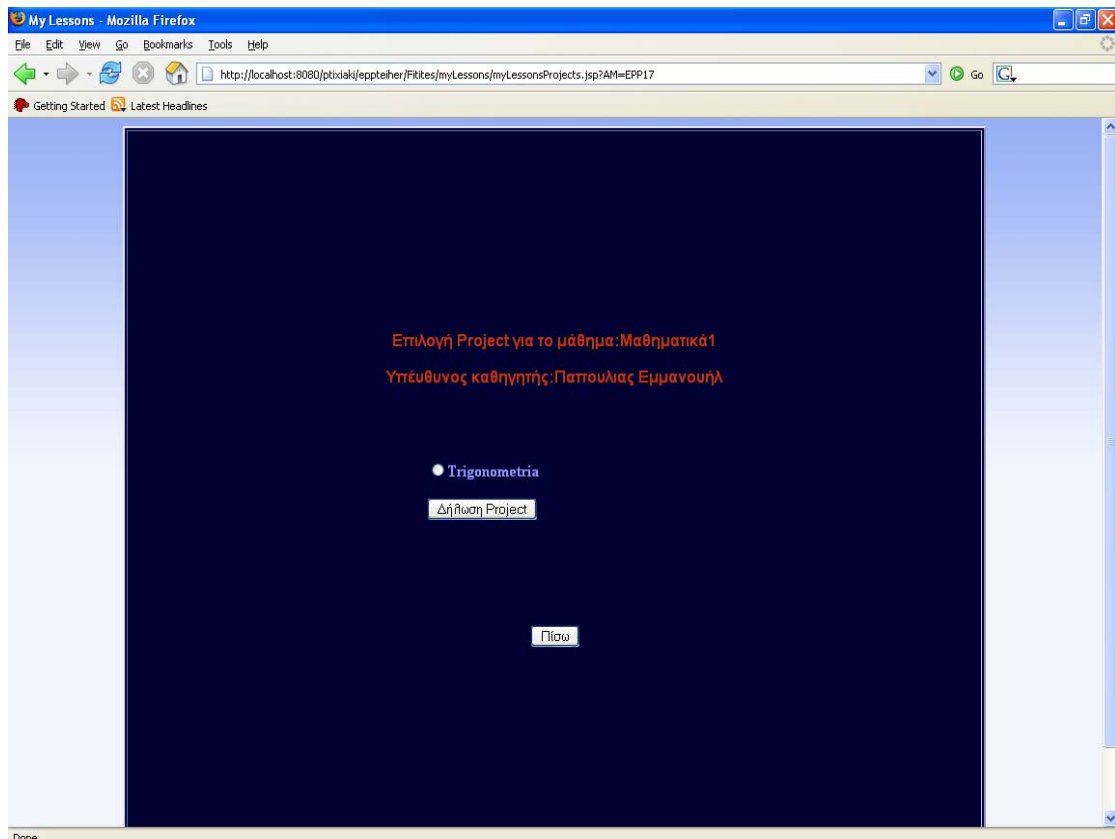 My Lessons - Mozilla Firefox
File Edit View Go Bookmarks Tools Help
http://localhost:8080/ptixiaki/eppteiher/Fitites/myLessons/myLessonsProjects.jsp?AM=EPP17 Go G
Getting Started Latest Headlines
Επιλογή Project για το μάθημα:Μαθηματικά1
Υπέυθυνος καθηγητής:Παπουλιας Εμμανουήλ
Trigonometria
Δήλωση Project
Πίσω
Done